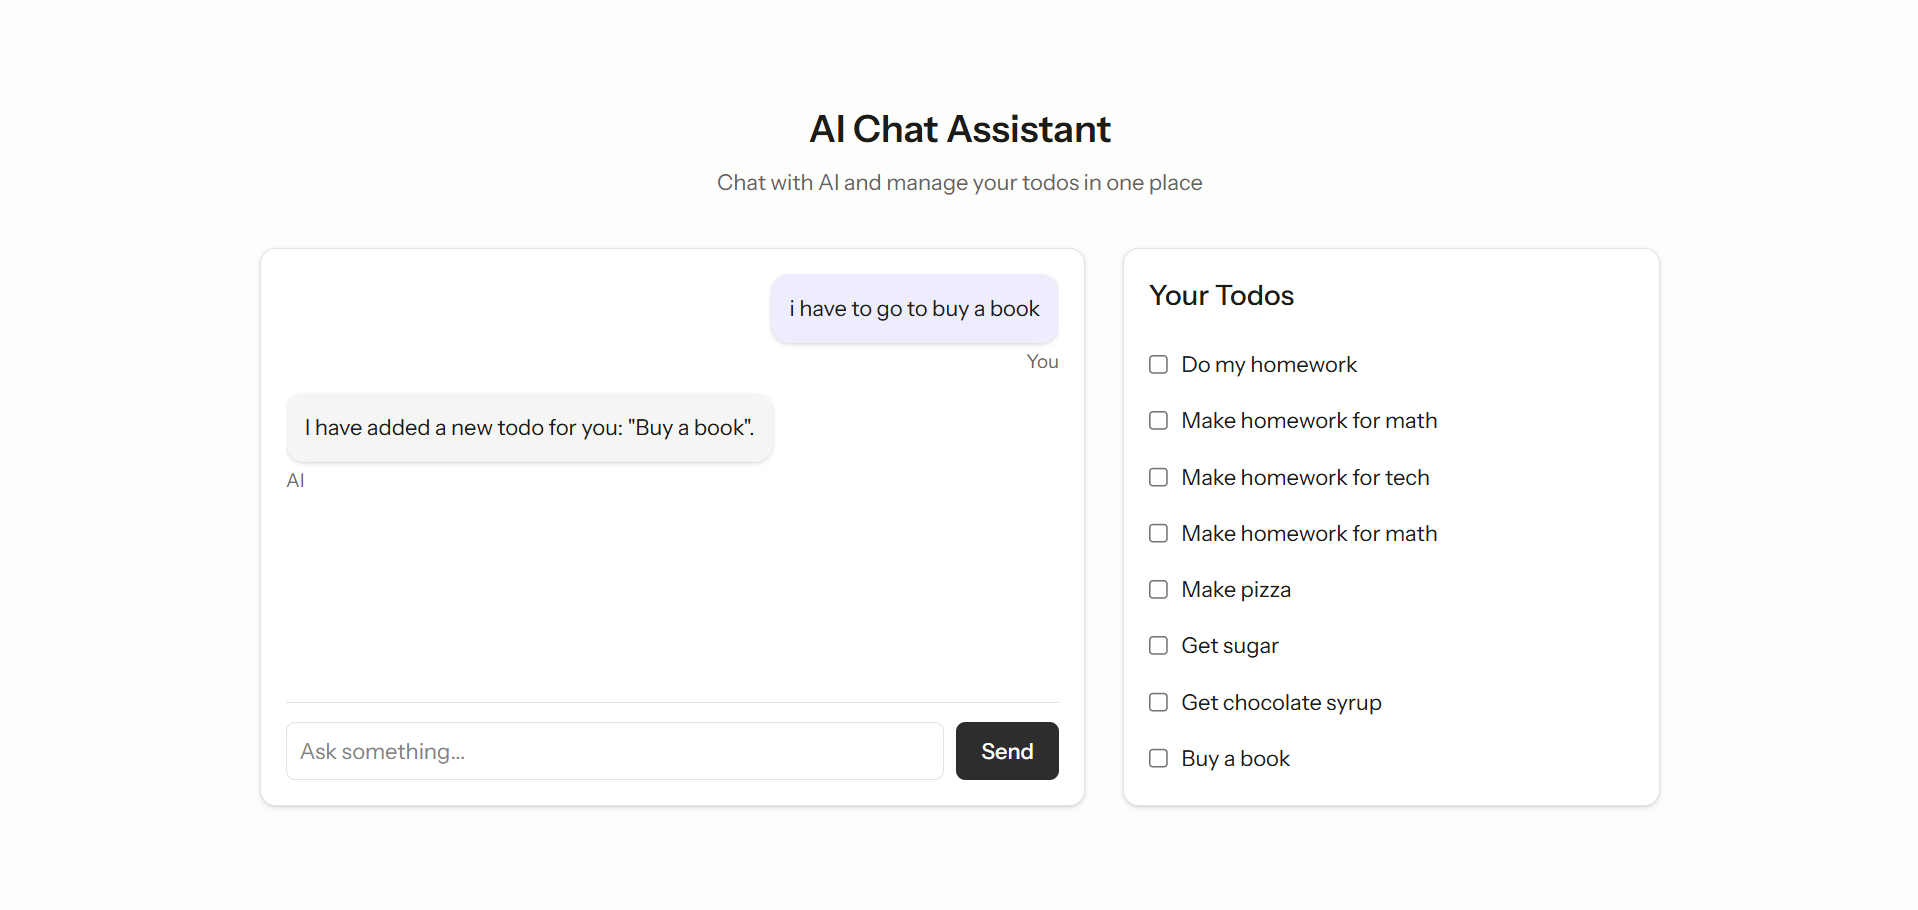 AI Chat Assistant
Chat with AI and manage your todos in one place
i have to go to buy a book
You
I have added a new todo for you: "Buy a book".
AI
Ask something...
Send
Your Todos
Do my homework
Make homework for math
Make homework for tech
Make homework for math
Make pizza
Get sugar
Get chocolate syrup
Buy a book